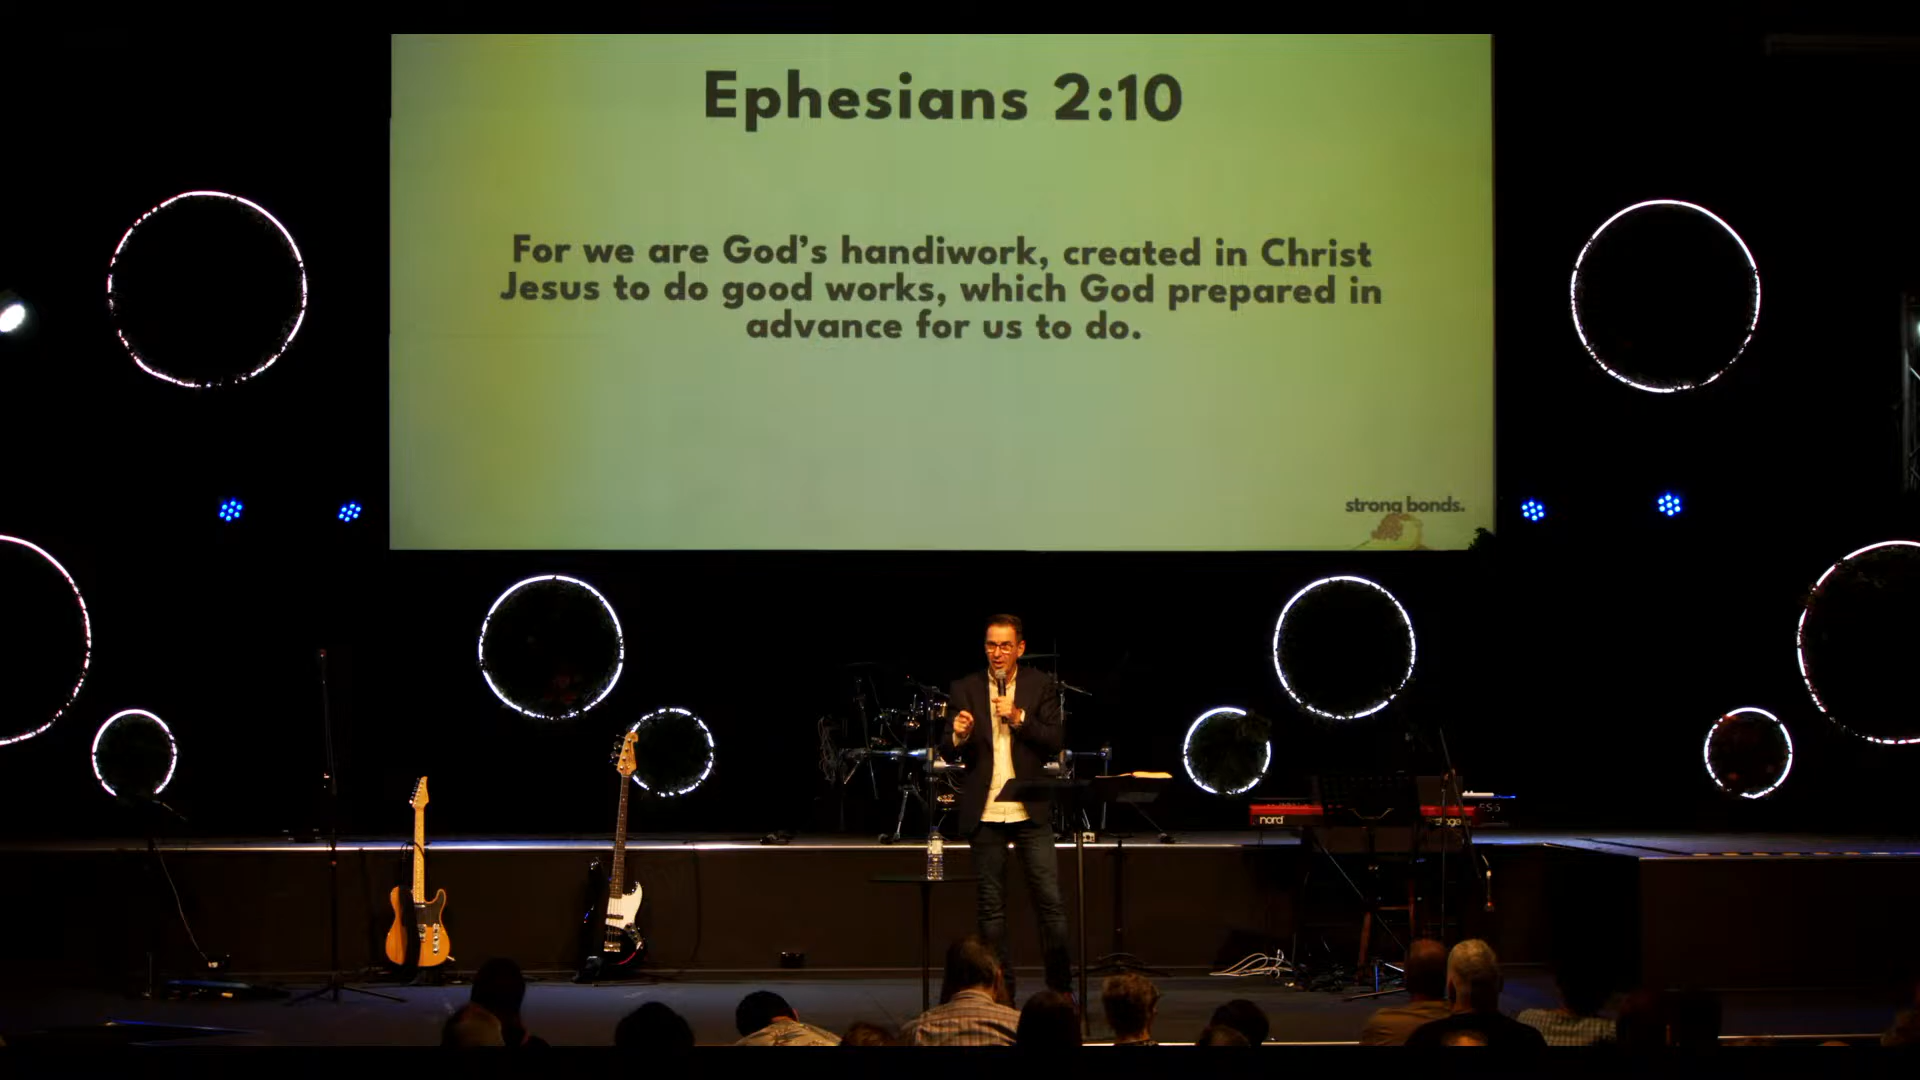 Ephesians 2:10
For we are God’s handiwork, created in Christ
Jesus to do good works, which God prepared in
advance for us to do.
strong bonds.
nord